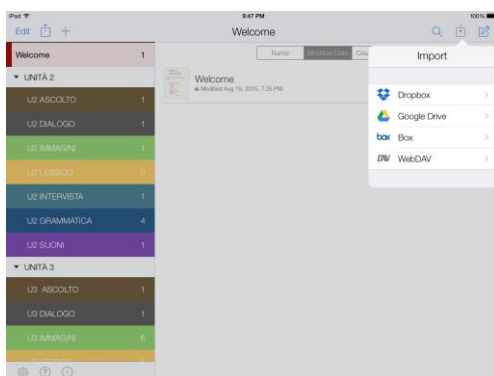 iPad
9:47 PM
100%
Edit
Welcome
Import
Welcome 1
UNITÀ 2
U2 ASCOLTO 1
U2 DIALOGO 1
U2 IMMAGINI 1
U2 LESSICO 0
U2 INTERVISTA 1
U2 GRAMMATICA 4
U2 SUONI 1
UNITÀ 3
U3 ASCOLTO 1
U3 DIALOGO 1
U3 IMMAGINI 6
Name
Modified Date
Welcome
Modified Aug 19, 2015, 7:25 PM
Dropbox
Google Drive
box Box
DAV WebDAV